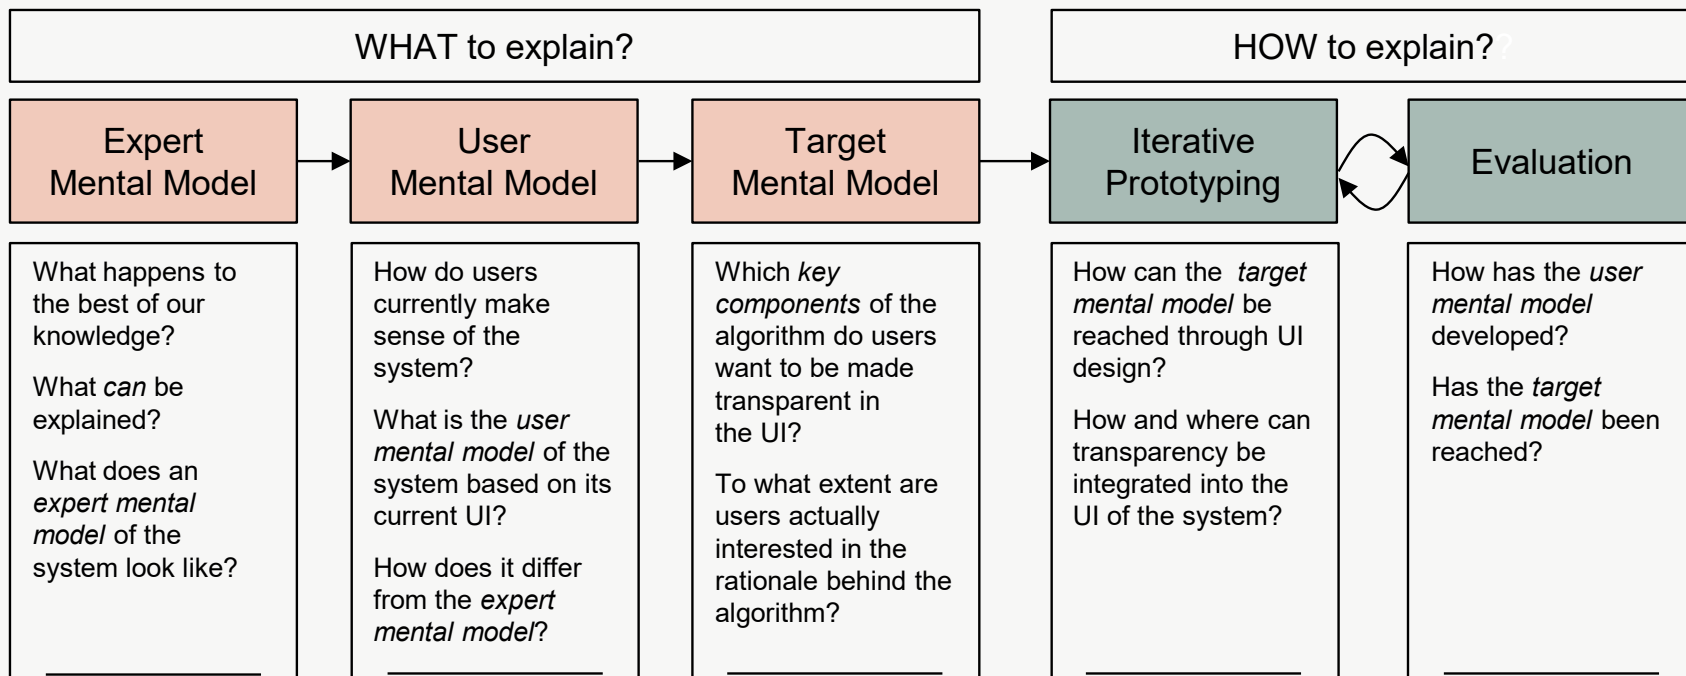 WHAT to explain?
HOW to explain??
Expert
Mental Model
User
Mental Model
Target
Mental Model
Iterative
Prototyping
Evaluation
What happens to
the best of our
knowledge?
What can be
explained?
What does an
expert mental
model of the
system look like?
How do users
currently make
sense of the
system?
What is the user
mental model of the
system based on its
current UI?
How does it differ
from the expert
mental model?
Which key
components of the
algorithm do users
want to be made
transparent in
the UI?
To what extent are
users actually
interested in the
rationale behind the
algorithm?
How can the target
mental model be
reached through UI
design?
How and where can
transparency be
integrated into the
UI of the system?
How has the user
mental model
developed?
Has the target
mental model been
reached?